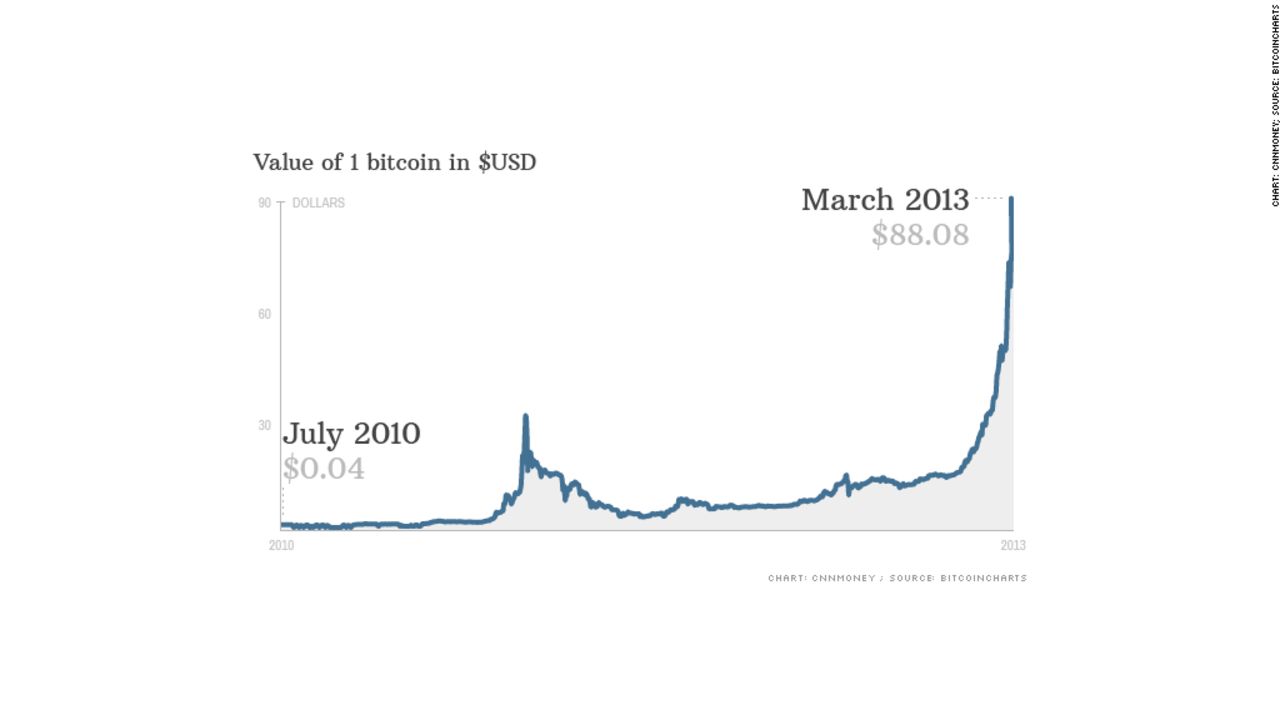 CHART: CNNMONEY; SOURCE: BITCOINCHARTS
Value of 1 bitcoin in $USD
90 DOLLARS
March 2013
$88.08
60
30
July 2010
$0.04
2010
2013
CHART: CNNMONEY ; SOURCE: BITCOINCHARTS